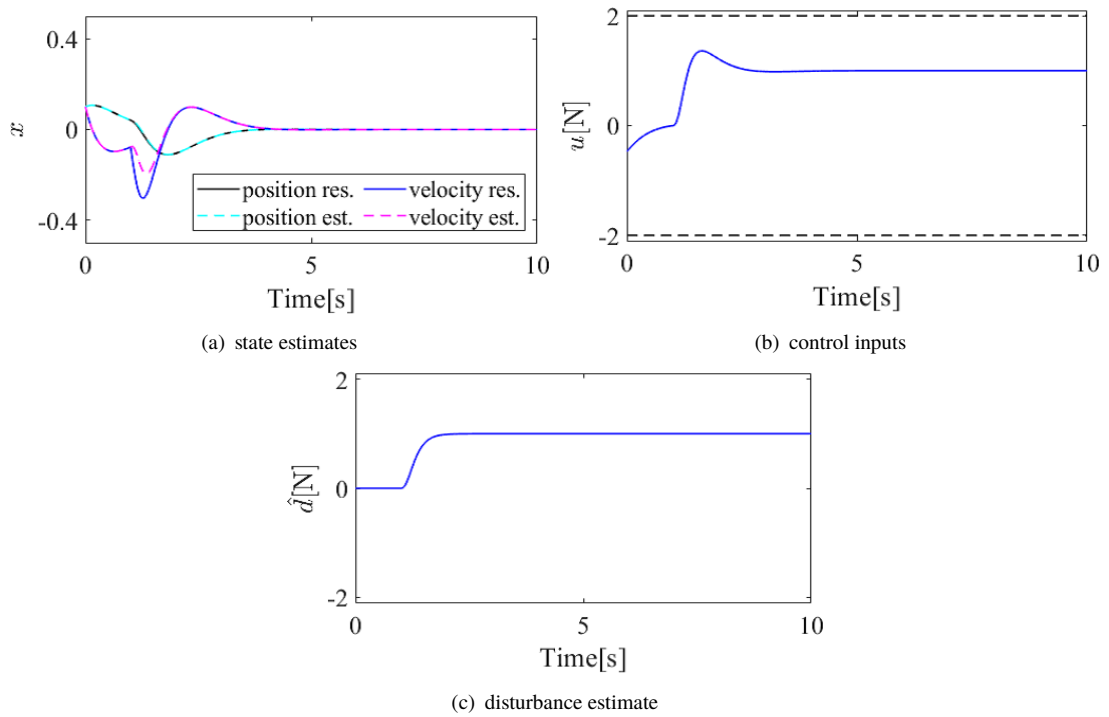 0.4
0
-0.4
x
position res.
velocity res.
position est.
velocity est.
0
5
10
Time[s]
(a) state estimates
2
0
-2
u[N]
0
5
10
Time[s]
(b) control inputs
2
0
-2
d̂[N]
0
5
10
Time[s]
(c) disturbance estimate